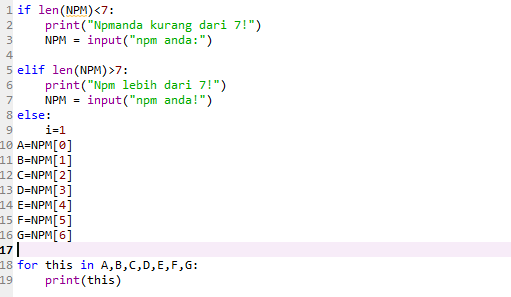 1 if len(NPM)<7:
2     print("Npmanda kurang dari 7!")
3     NPM = input("npm anda:")
4
5 elif len(NPM)>7:
6     print("Npm lebih dari 7!")
7     NPM = input("npm anda!")
8 else:
9     i=1
10 A=NPM[0]
11 B=NPM[1]
12 C=NPM[2]
13 D=NPM[3]
14 E=NPM[4]
15 F=NPM[5]
16 G=NPM[6]
17
18 for this in A,B,C,D,E,F,G:
19     print(this)